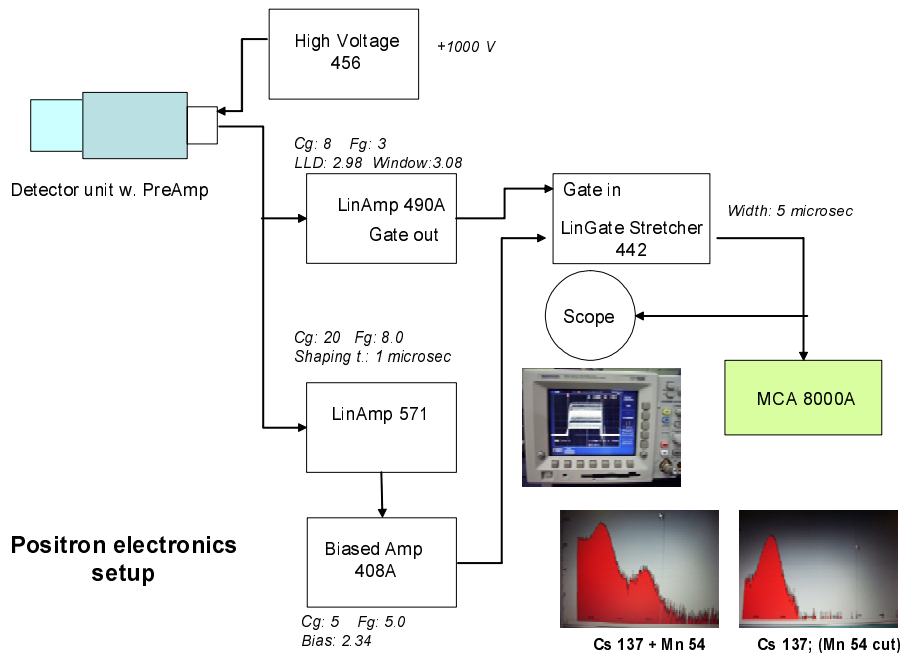 High Voltage
456
+1000 V
Detector unit w. PreAmp
Cg: 8 Fg: 3
LLD: 2.98 Window:3.08
LinAmp 490A
Gate out
Gate in
LinGate Stretcher
442
Width: 5 microsec
Scope
Cg: 20 Fg: 8.0
Shaping t.: 1 microsec
LinAmp 571
MCA 8000A
Positron electronics
setup
Biased Amp
408A
Cg: 5 Fg: 5.0
Bias: 2.34
Cs 137 + Mn 54
Cs 137; (Mn 54 cut)